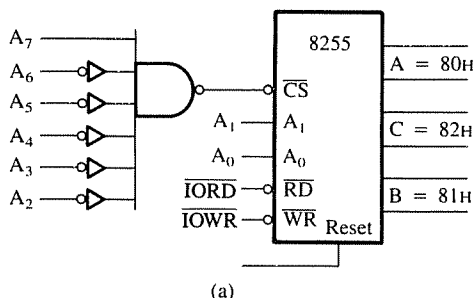 A7
A6
A5
A4
A3
A2
8255
CS
A1 A1
A0 A0
IORD RD
IOWR WR
Reset
A = 80H
C = 82H
B = 81H
(a)